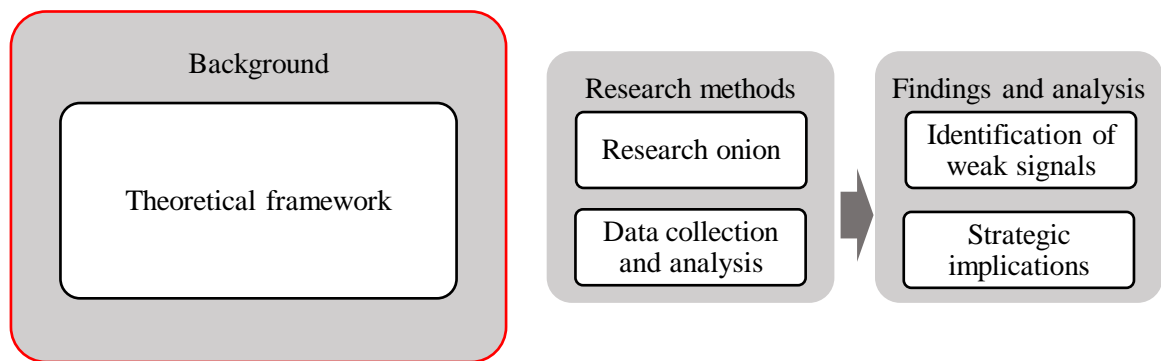 Background
Theoretical framework
Research methods
Research onion
Data collection
and analysis
Findings and analysis
Identification of
weak signals
Strategic
implications